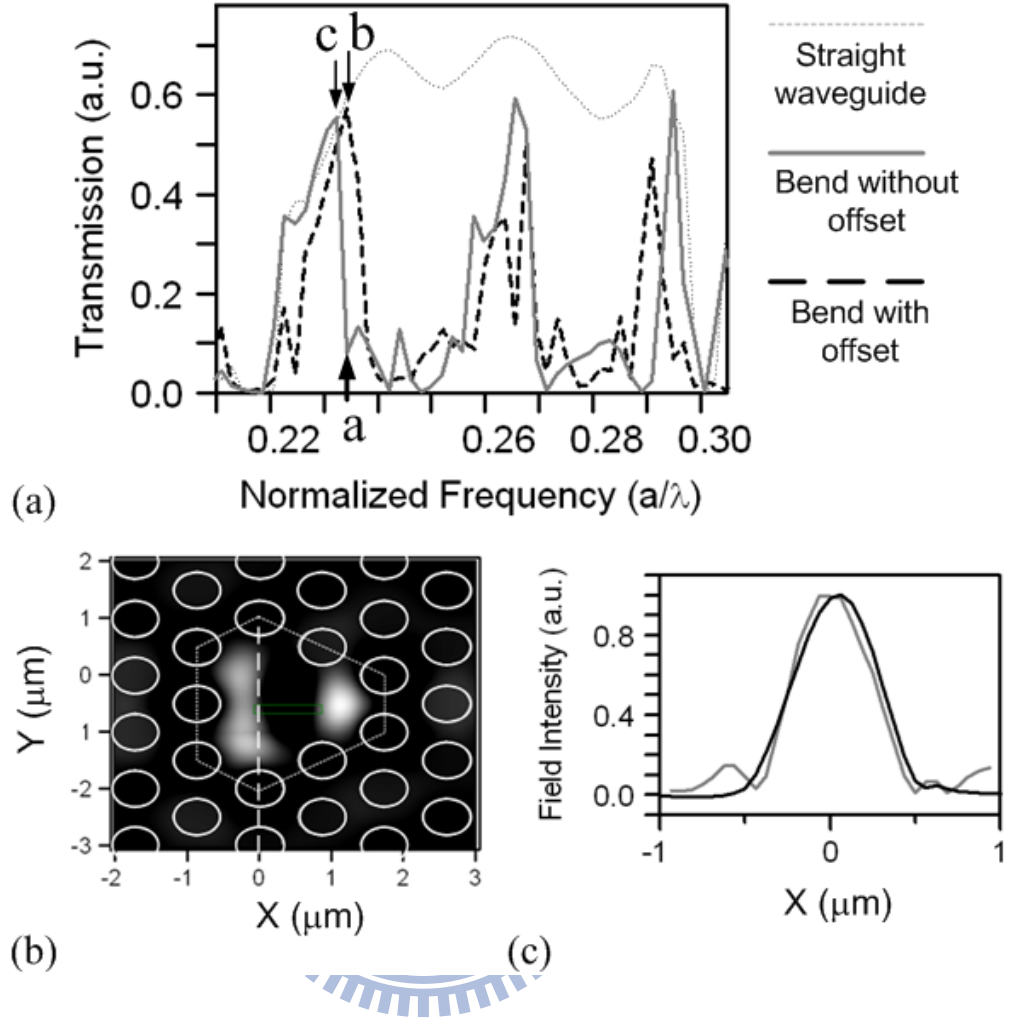 (a)
Transmission (a.u.)
0.6
0.4
0.2
0.0
c b
a
0.22
0.26
0.28
0.30
Normalized Frequency (a/λ)
Straight
waveguide
Bend without
offset
Bend with
offset
(b)
Y (μm)
2
1
0
1
-2
-3
-2
-1
0
1
2
3
X (μm)
(c)
Field Intensity (a.u.)
0.8
0.4
0.0
-1
0
1
X (μm)